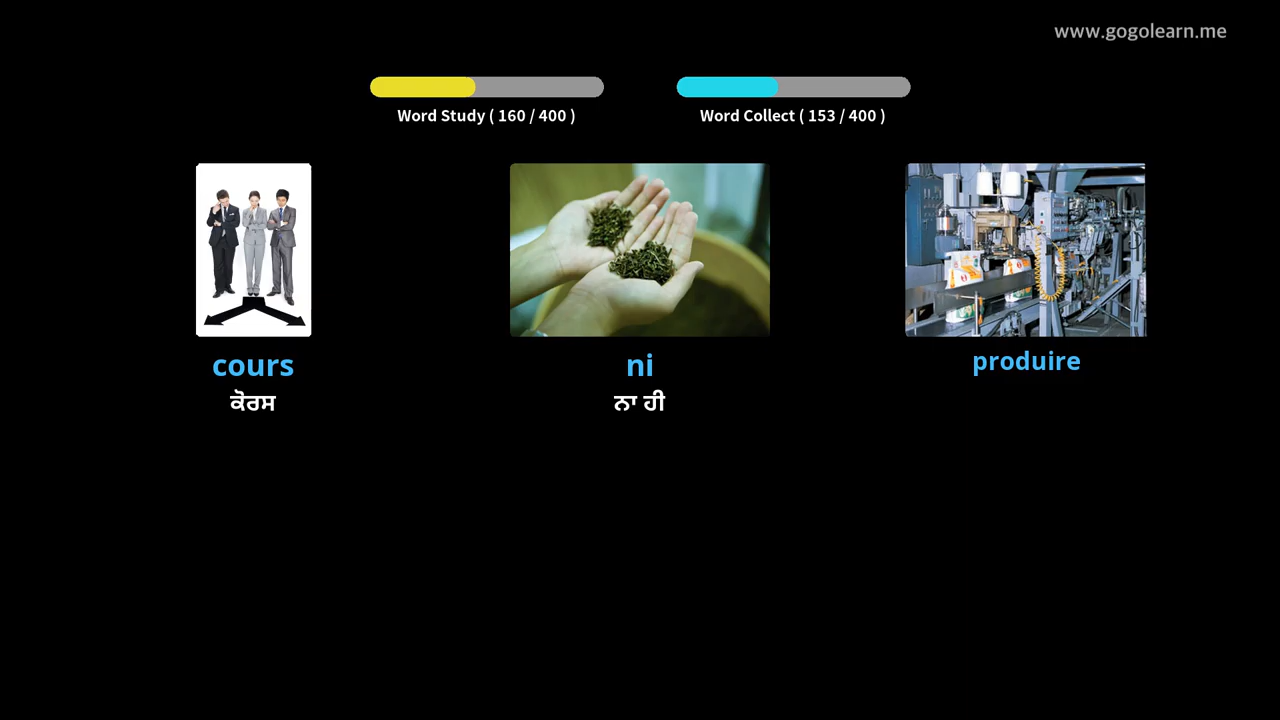 www.gogolearn.me
Word Study ( 160 / 400 )
Word Collect ( 153 / 400 )
cours
ਕੋਰਸ
ni
ਨਾ ਹੀ
produire